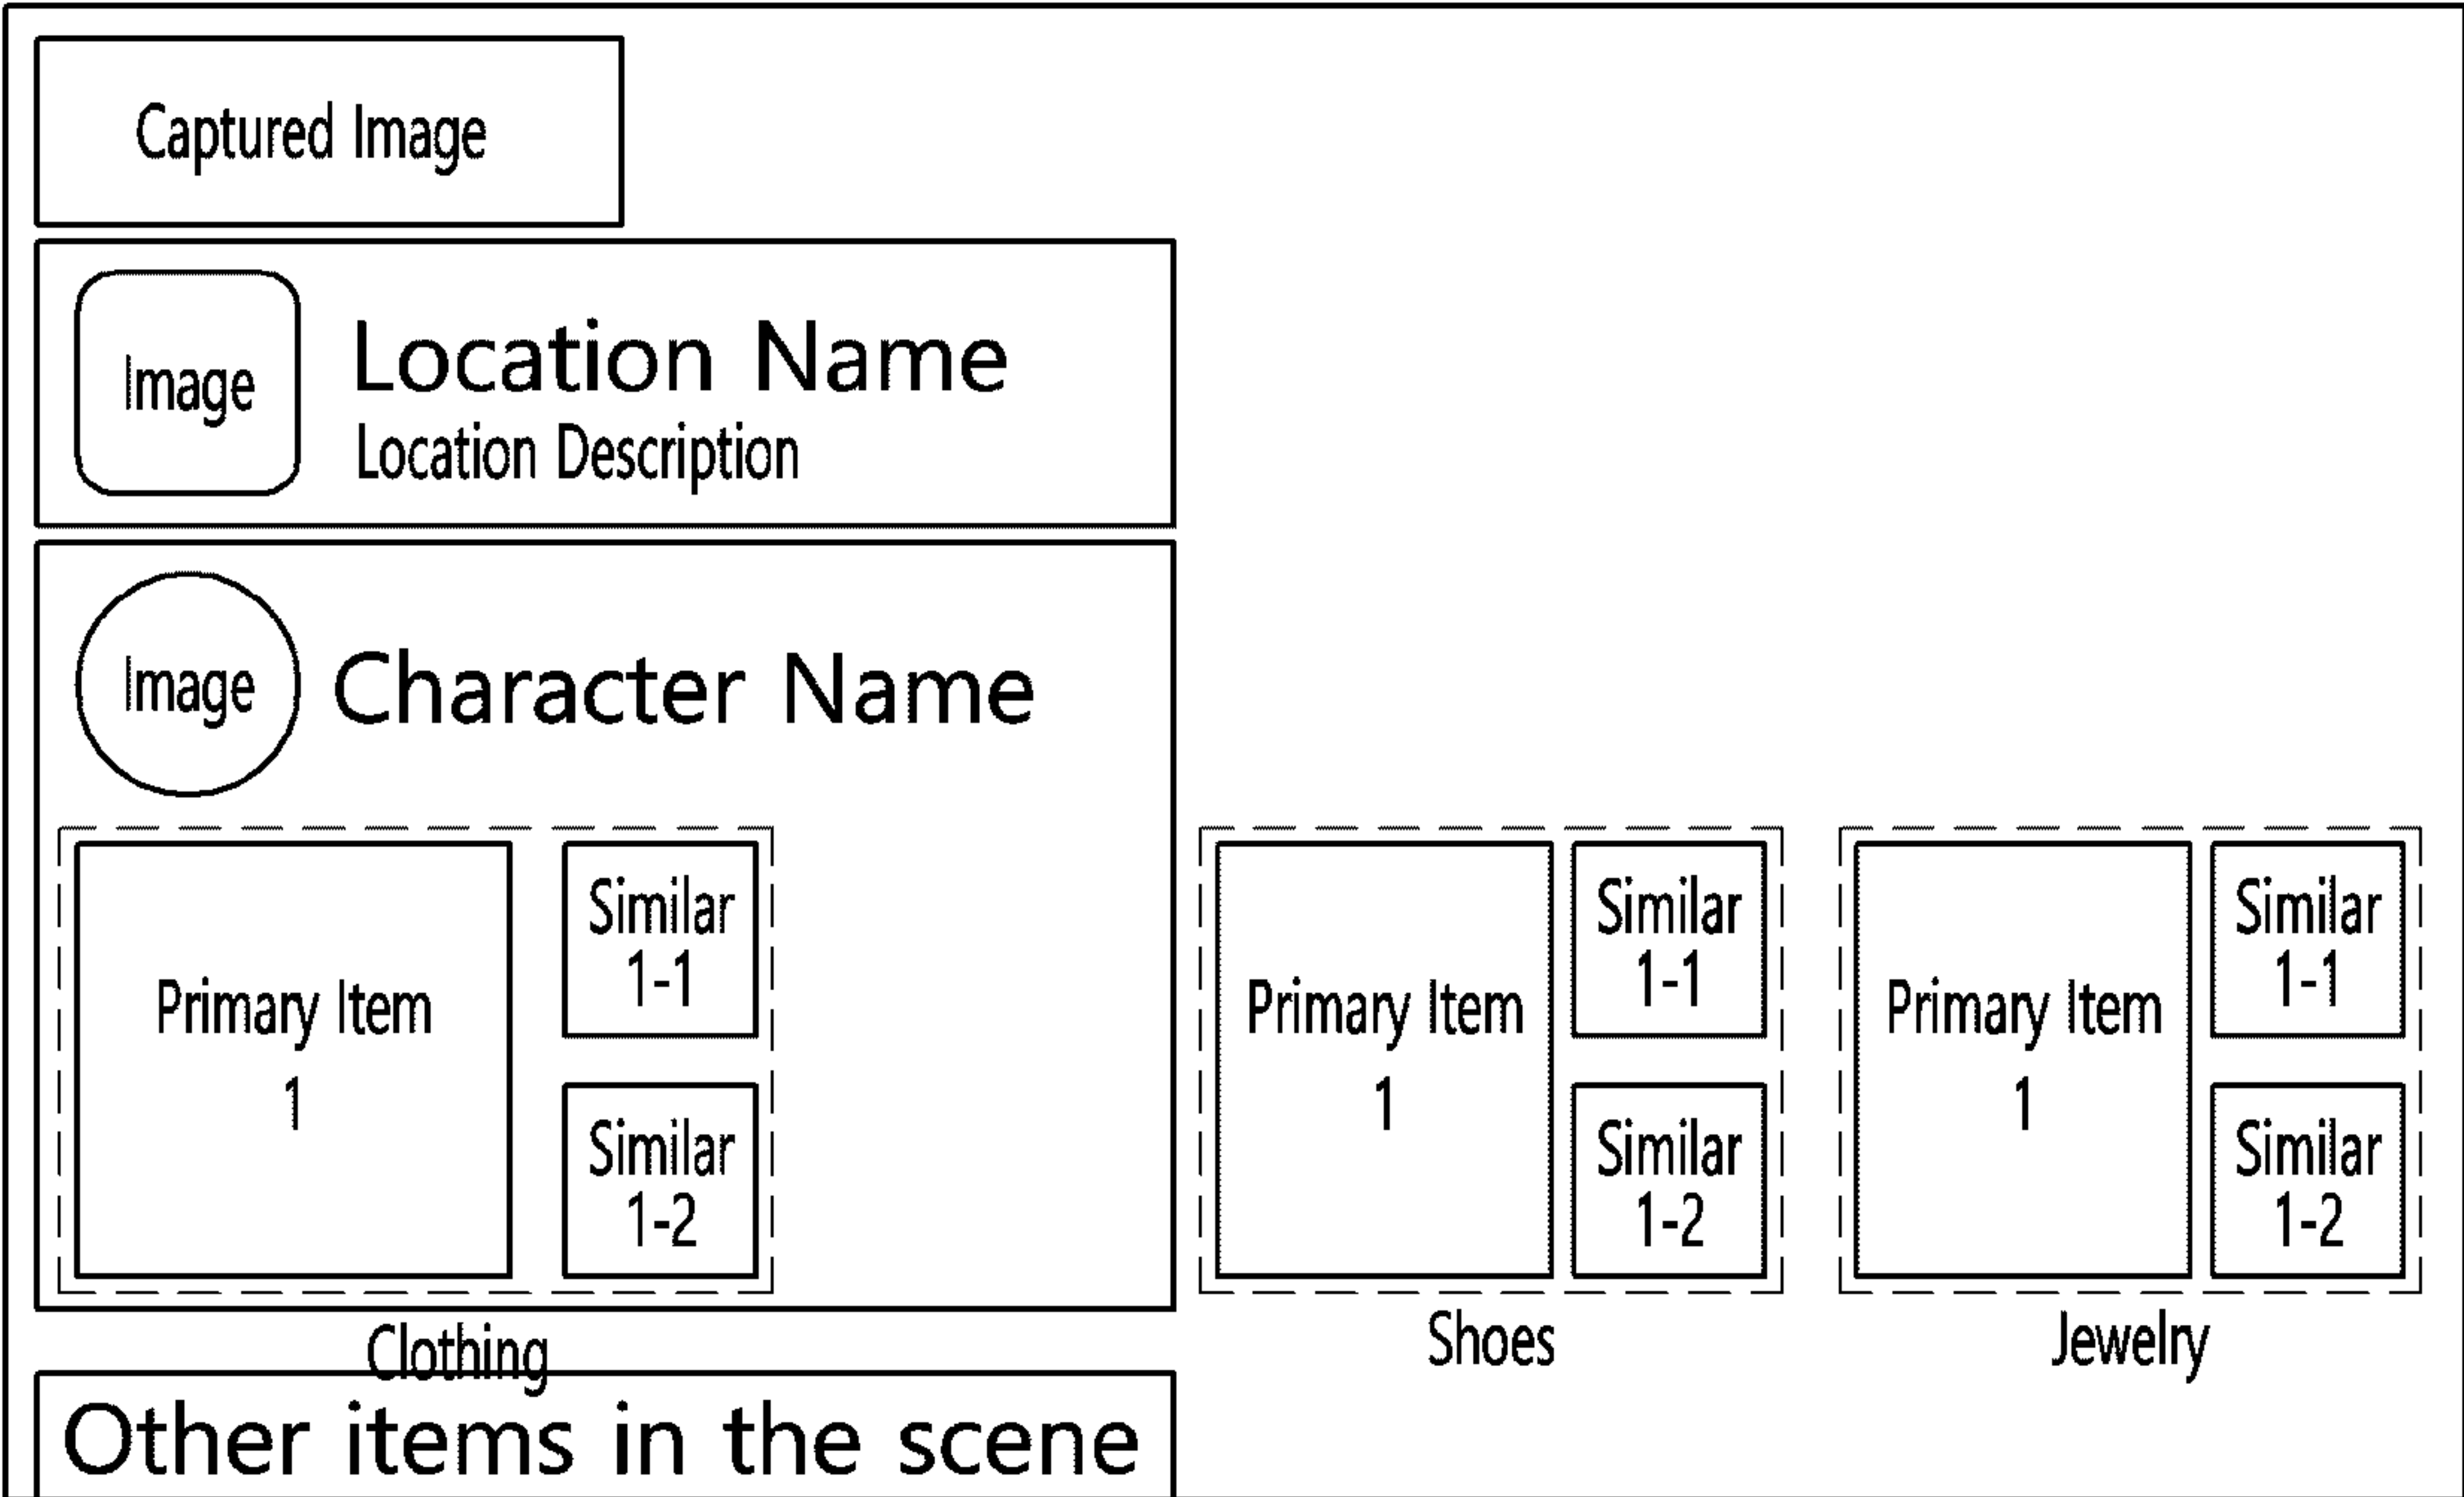 Captured Image
Image
Location Name
Location Description
Image
Character Name
Primary Item
1
Similar
1-1
Similar
1-2
Clothing
Primary Item
1
Similar
1-1
Similar
1-2
Shoes
Primary Item
1
Similar
1-1
Similar
1-2
Jewelry
Other items in the scene